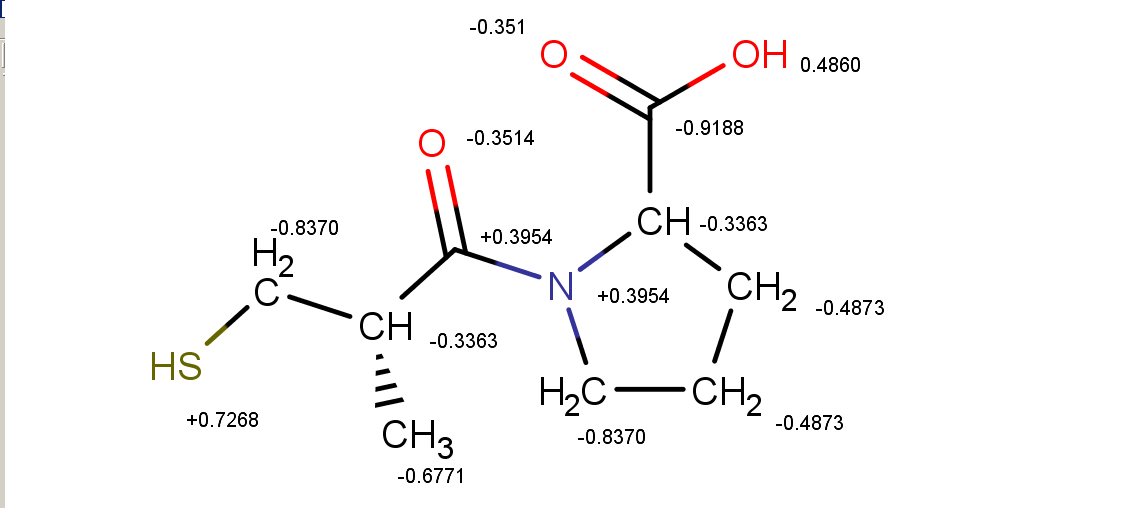 -0.351
O
OH
0.4860
-0.9188
O
-0.3514
-0.8370
H2
C
+0.3954
CH
-0.3363
N
+0.3954
CH2
-0.4873
CH
-0.3363
HS
+0.7268
H2C
-0.8370
CH2
-0.4873
CH3
-0.6771